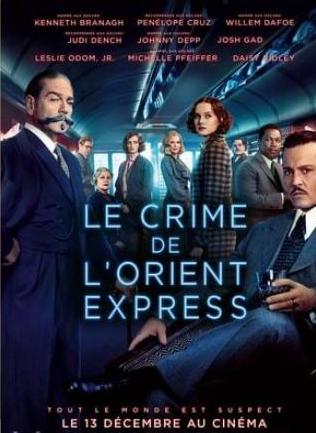 KENNETH BRANAGH PENÉLOPE CRUZ WILLEM DAFOE
JUDI DENCH JOHNNY DEPP JOSH GAD
LESLIE ODOM, JR. MICHELLE PFEIFFER DAISY RIDLEY
LE CRIME
DE
L'ORIENT
EXPRESS
TOUT LE MONDE EST SUSPECT
LE 13 DÉCEMBRE AU CINÉMA